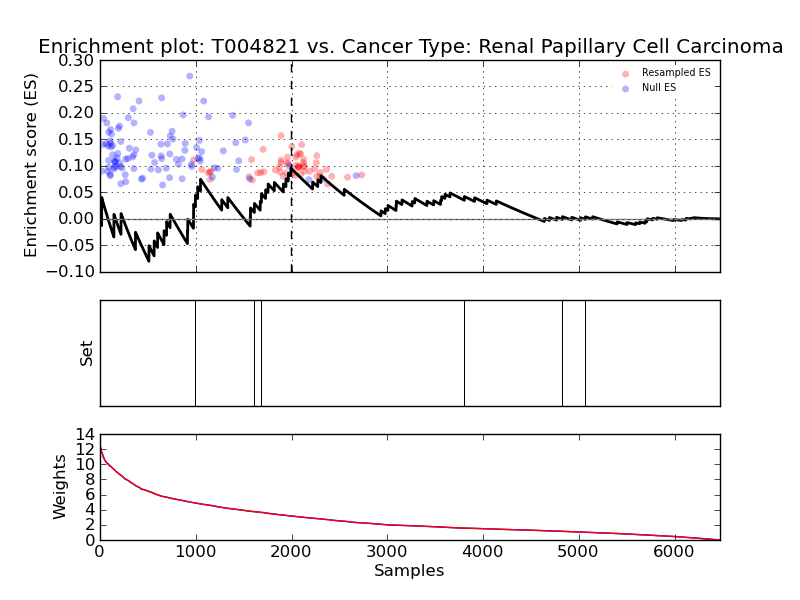 Enrichment plot: T004821 vs. Cancer Type: Renal Papillary Cell Carcinoma
0.30
0.25
0.20
0.15
0.10
0.05
0.00
−0.05
−0.10
Enrichment score (ES)
Resampled ES
Null ES
Set
14
12
10
8
6
4
2
0
Weights
0 1000 2000 3000 4000 5000 6000
Samples